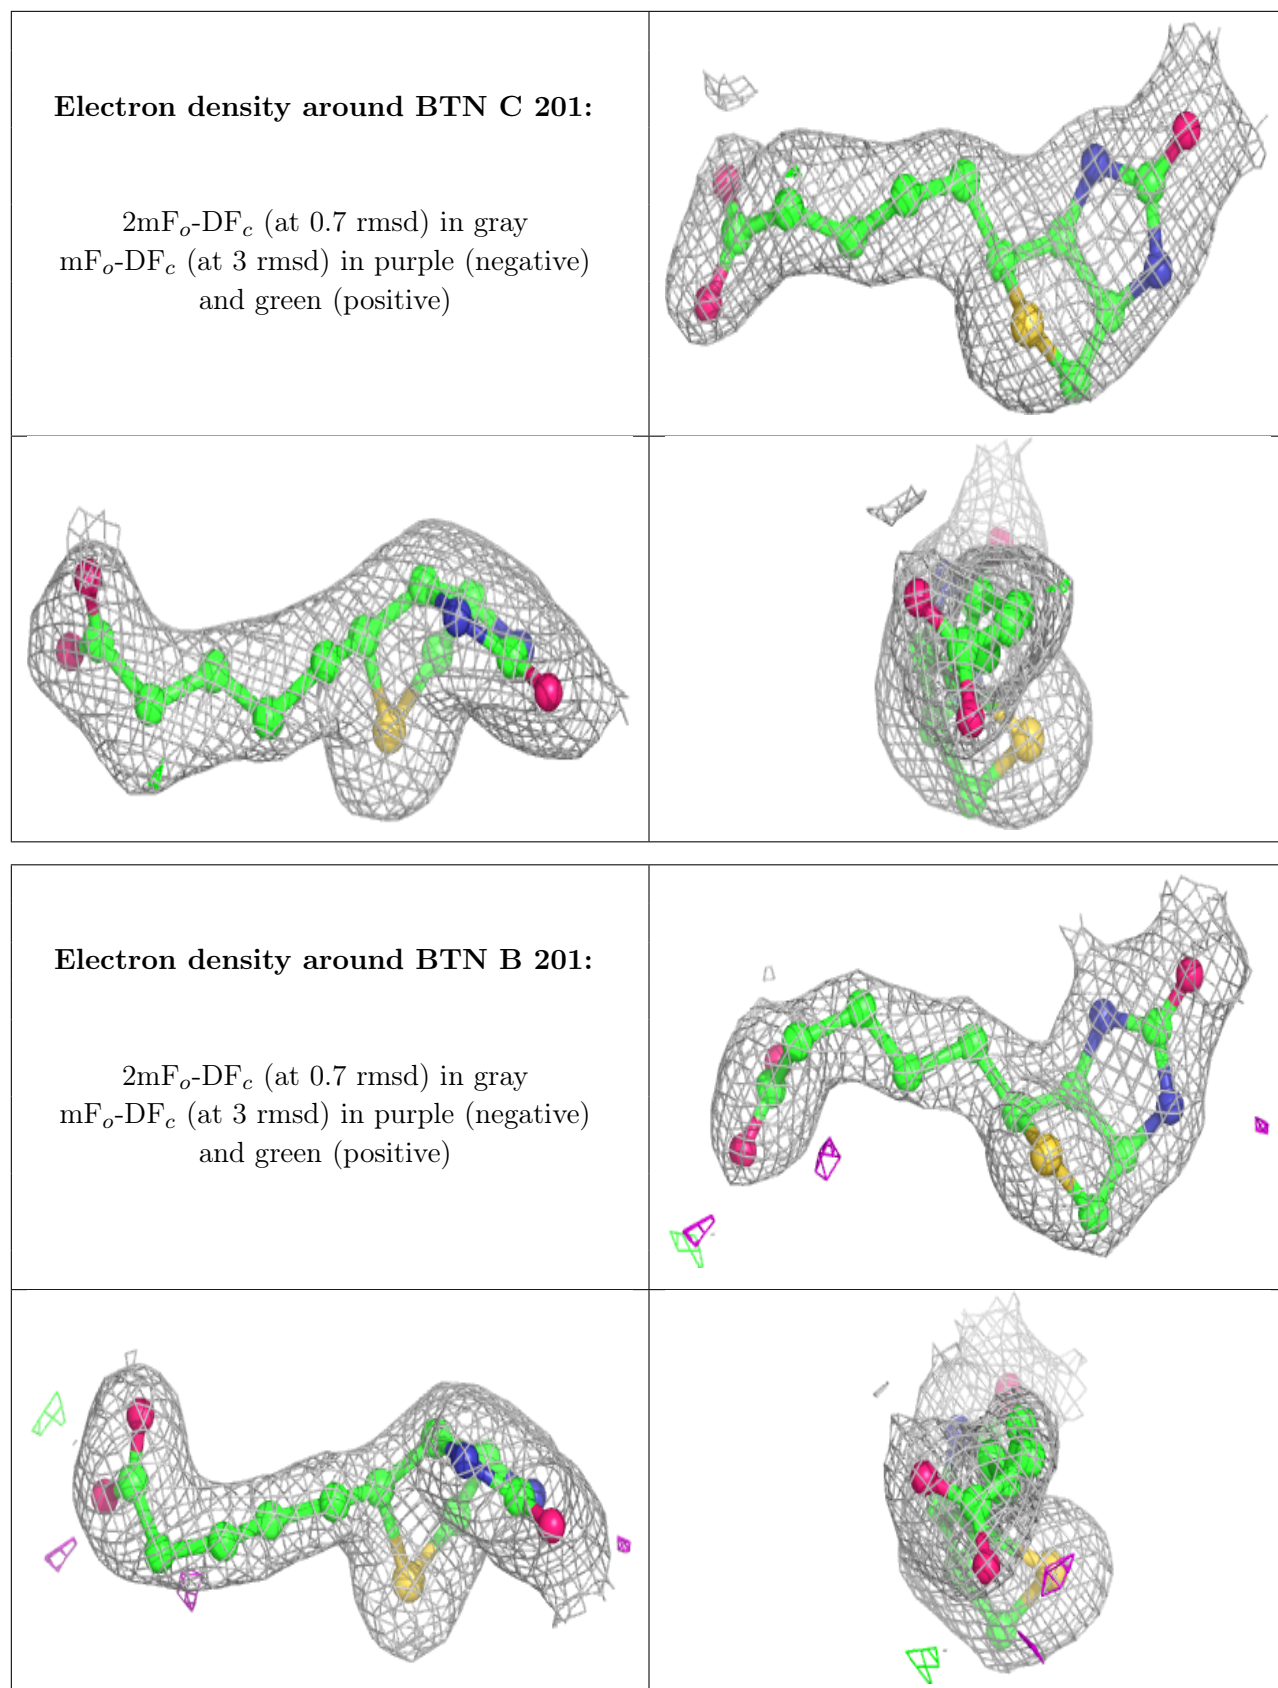 Electron density around BTN C 201:
2mFₒ-DF𝑐 (at 0.7 rmsd) in gray
mFₒ-DF𝑐 (at 3 rmsd) in purple (negative)
and green (positive)
Electron density around BTN B 201:
2mFₒ-DF𝑐 (at 0.7 rmsd) in gray
mFₒ-DF𝑐 (at 3 rmsd) in purple (negative)
and green (positive)